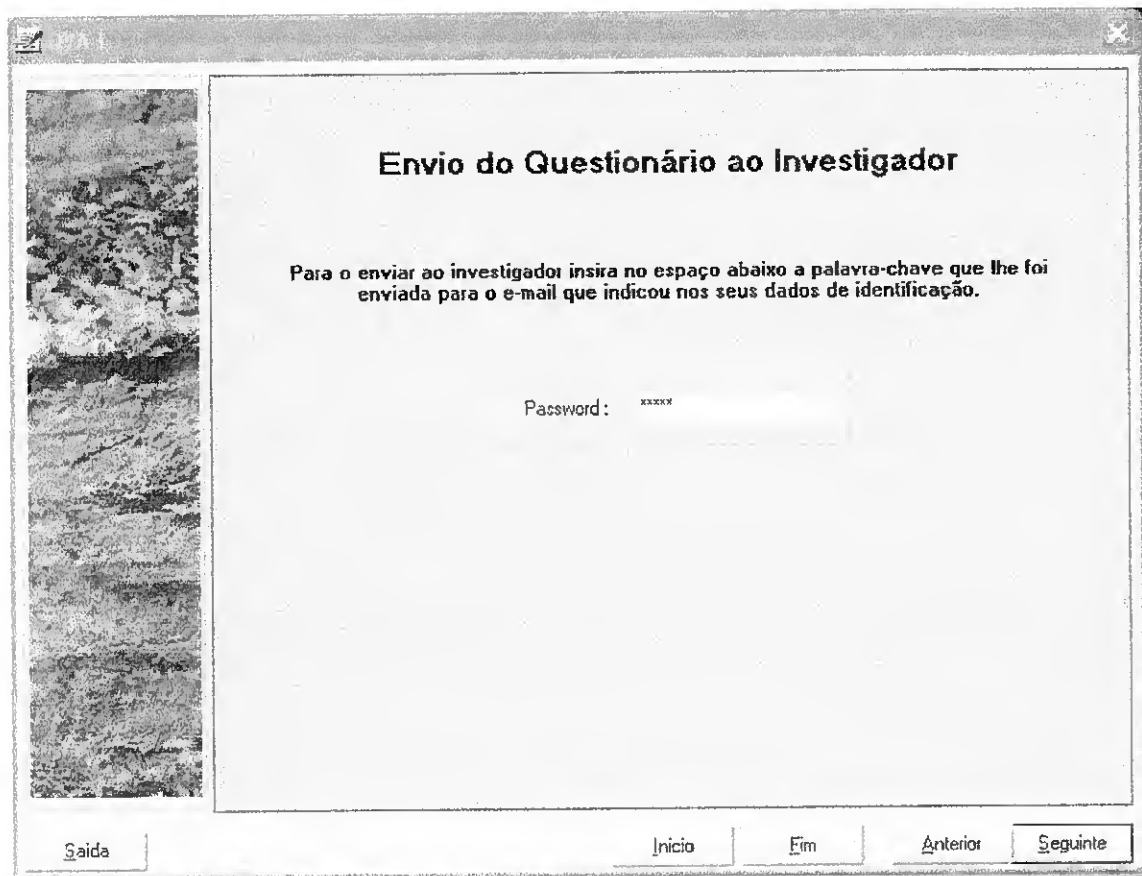 Envio do Questionário ao Investigador
Para o enviar ao investigador insira no espaço abaixo a palavra-chave que lhe foi
enviada para o e-mail que indicou nos seus dados de identificação.
Password: xxxxx
Saida Inicio Fim Anterior Seguinte